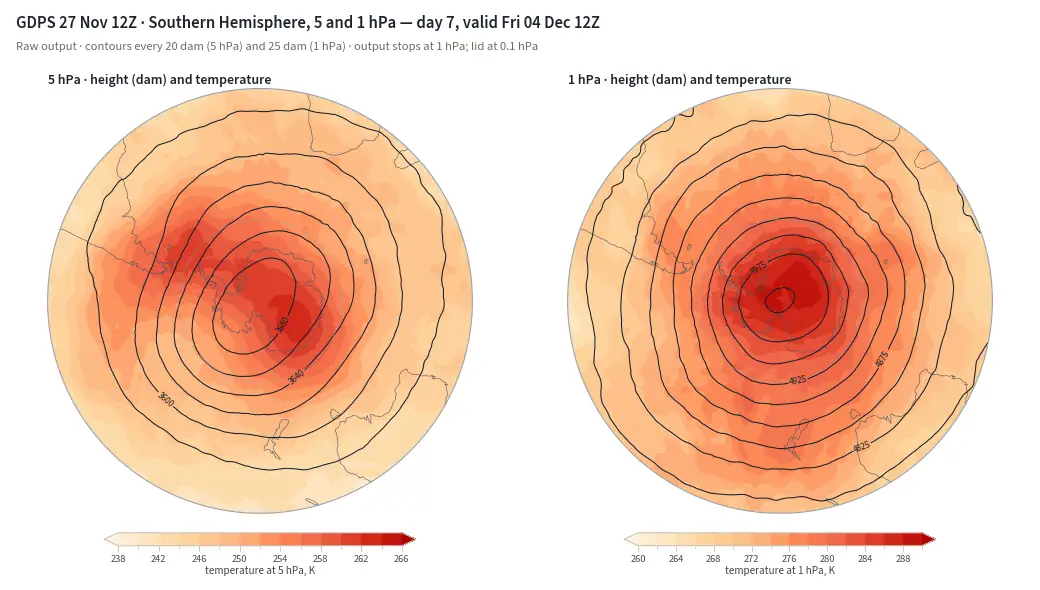 GDPS 27 Nov 12Z · Southern Hemisphere, 5 and 1 hPa — day 7, valid Fri 04 Dec 12Z
Raw output · contours every 20 dam (5 hPa) and 25 dam (1 hPa) · output stops at 1 hPa; lid at 0.1 hPa
5 hPa · height (dam) and temperature
1 hPa · height (dam) and temperature
3680
3640
3600
4975
4925
4875
4825
238 242 246 250 254 258 262 266
temperature at 5 hPa, K
260 264 268 272 276 280 284 288
temperature at 1 hPa, K